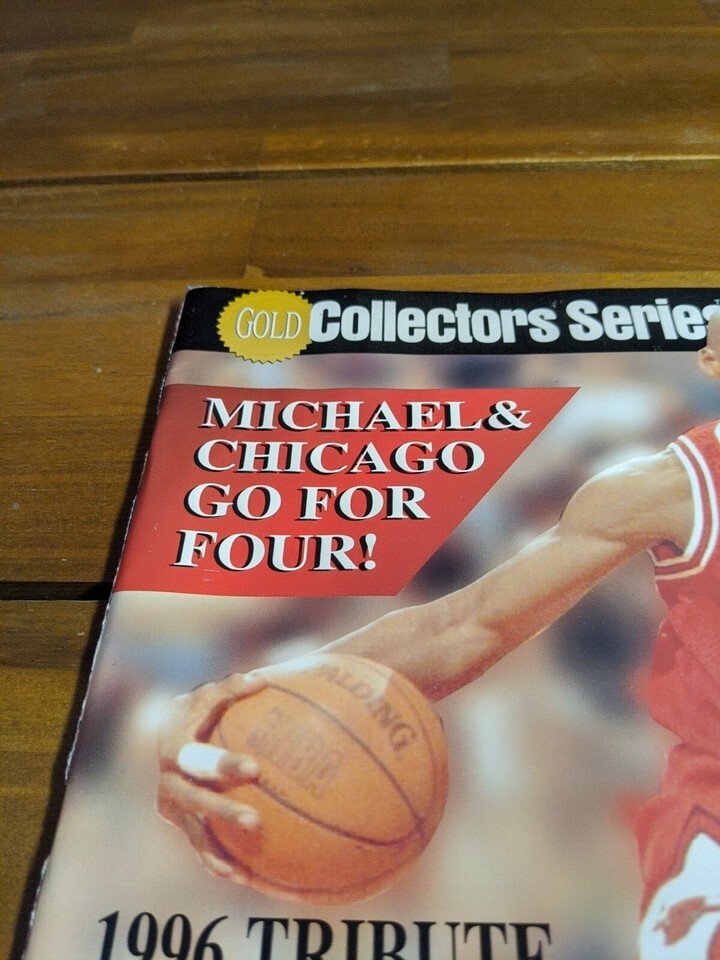 GOLD Collectors Series
MICHAEL &
CHICAGO
GO FOR
FOUR!
SPALDING
NBA
1996 TRIBUTE